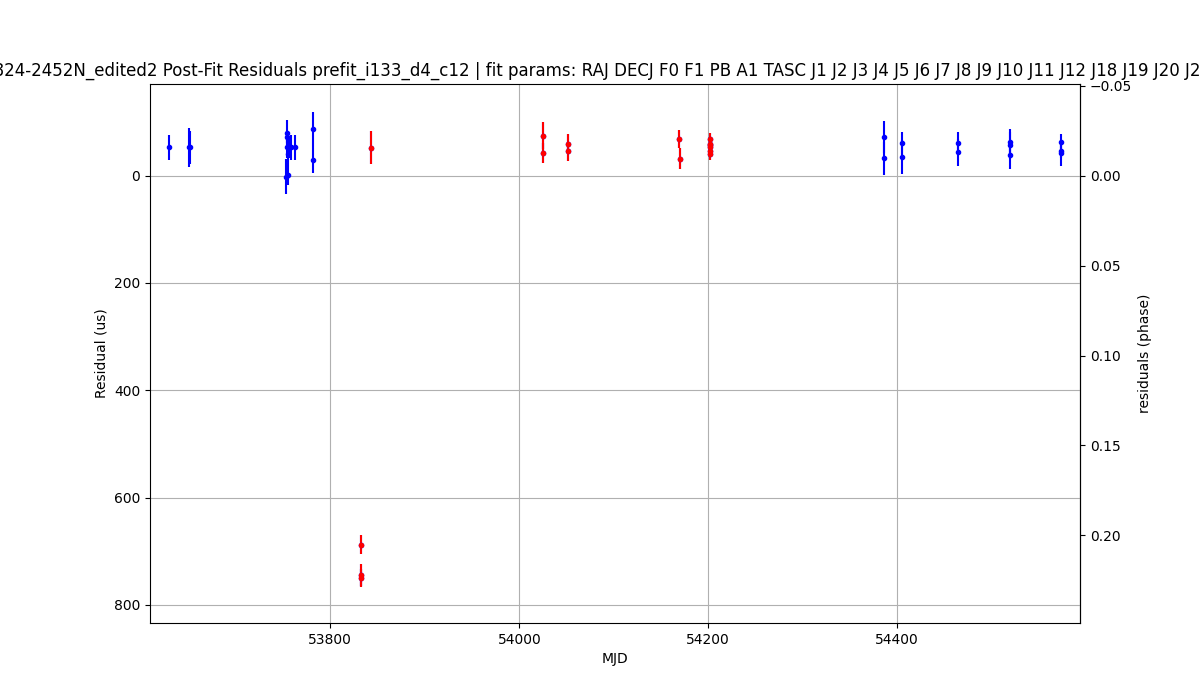 324-2452N_edited2 Post-Fit Residuals prefit_i133_d4_c12 | fit params: RAJ DECJ F0 F1 PB A1 TASC J1 J2 J3 J4 J5 J6 J7 J8 J9 J10 J11 J12 J18 J19 J20 J2
−0.05
0 0.00
200 0.05
Residual (us) residuals (phase)
0.10
400
0.15
600 0.20
800
53800 54000 54200 54400
MJD